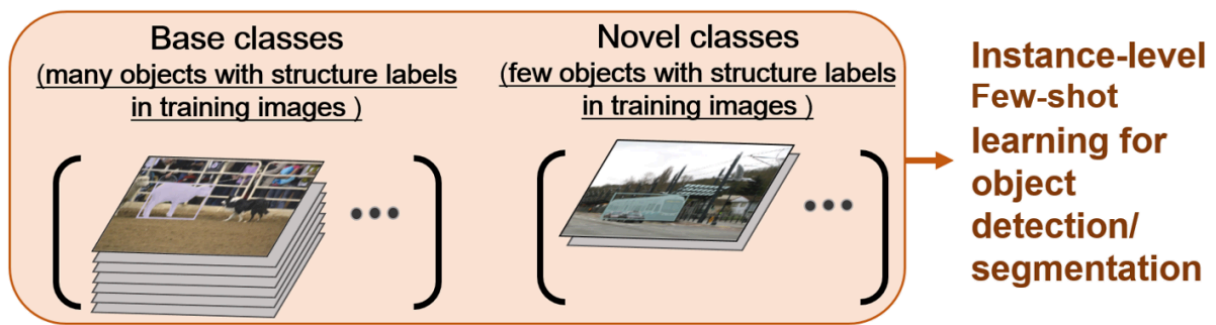 Base classes
(many objects with structure labels
in training images )
Novel classes
(few objects with structure labels
in training images )
Instance-level
Few-shot
learning for
object
detection/
segmentation